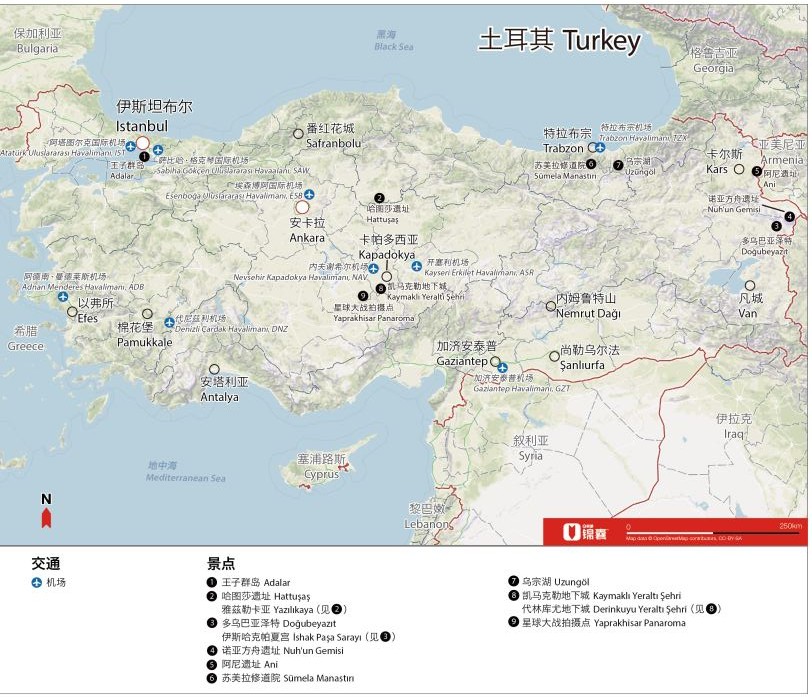 土耳其 Turkey
保加利亚
Bulgaria
黑海
Black Sea
格鲁吉亚
Georgia
伊斯坦布尔
Istanbul
阿塔图尔克国际机场
Atatürk Uluslararası Havalimanı, IST
萨比哈·格克琴国际机场
Sabiha Gökçen Uluslararası Havaalanı, SAW
1
王子群岛
Adalar
番红花城
Safranbolu
特拉布宗
Trabzon
特拉布宗机场
Trabzon Havalimanı, TZX
苏美拉修道院
Sümela Manastırı
6
7
乌宗湖
Uzungöl
卡尔斯
Kars
亚美尼亚
Armenia
5
阿尼遗址
Ani
诺亚方舟遗址
Nuh'un Gemisi
4
3
多乌巴亚泽特
Doğubeyazıt
埃森博阿国际机场
Esenboğa Uluslararası Havalimanı, ESB
安卡拉
Ankara
2
哈图莎遗址
Hattuşaş
卡帕多西亚
Kapadokya
内夫谢希尔机场
Nevsehir Kapadokya Havalimanı, NAV
开塞利机场
Kayseri Erkilet Havalimanı, ASR
8
凯马克勒地下城
Kaymaklı Yeraltı Şehri
9
星球大战拍摄点
Yaprakhisar Panaroma
阿德南·曼德莱斯机场
Adnan Menderes Havalimanı, ADB
以弗所
Efes
希腊
Greece
棉花堡
Pamukkale
代尼兹利机场
Denizli Çardak Havalimanı, DNZ
安塔利亚
Antalya
内姆鲁特山
Nemrut Dağı
凡城
Van
加济安泰普
Gaziantep
加济安泰普机场
Gaziantep Havalimanı, GZT
尚勒乌尔法
Şanlıurfa
叙利亚
Syria
伊拉克
Iraq
地中海
Mediterranean Sea
塞浦路斯
Cyprus
黎巴嫩
Lebanon
N
锦囊
0
250km
Map data © OpenStreetMap contributors, CC-BY-SA
交通
机场
景点
1 王子群岛 Adalar
2 哈图莎遗址 Hattuşaş
雅兹勒卡亚 Yazılıkaya (见2)
3 多乌巴亚泽特 Doğubeyazıt
伊斯哈克帕夏宫 İshak Paşa Sarayı (见3)
4 诺亚方舟遗址 Nuh'un Gemisi
5 阿尼遗址 Ani
6 苏美拉修道院 Sümela Manastırı
7 乌宗湖 Uzungöl
8 凯马克勒地下城 Kaymaklı Yeraltı Şehri
代林库尤地下城 Derinkuyu Yeraltı Şehri (见8)
9 星球大战拍摄点 Yaprakhisar Panaroma